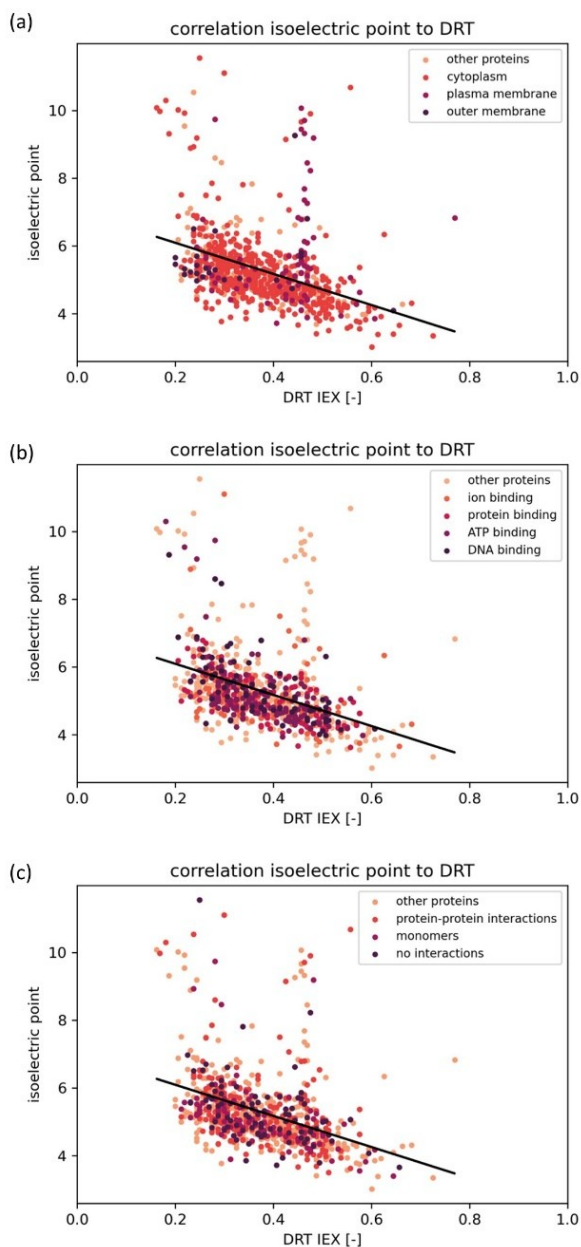 (a)
correlation isoelectric point to DRT
other proteins
cytoplasm
plasma membrane
outer membrane
isoelectric point
10
8
6
4
0.0 0.2 0.4 0.6 0.8 1.0
DRT IEX [-]
(b)
correlation isoelectric point to DRT
other proteins
ion binding
protein binding
ATP binding
DNA binding
isoelectric point
10
8
6
4
0.0 0.2 0.4 0.6 0.8 1.0
DRT IEX [-]
(c)
correlation isoelectric point to DRT
other proteins
protein-protein interactions
monomers
no interactions
isoelectric point
10
8
6
4
0.0 0.2 0.4 0.6 0.8 1.0
DRT IEX [-]